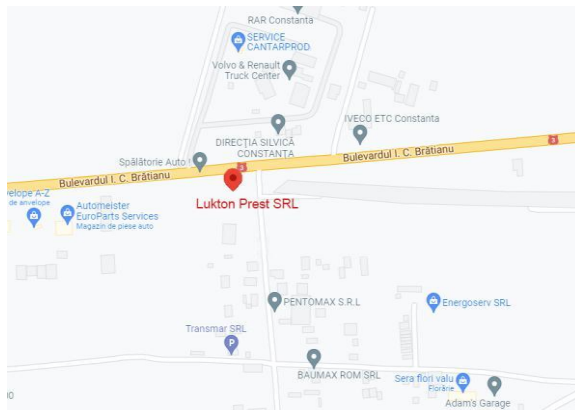 RAR Constanta
SERVICE
CANTARPROD
Volvo & Renault
Truck Center
IVECO ETC Constanta
DIRECȚIA SILVICĂ
CONSTANȚA
3
Bulevardul I. C. Brătianu
Spălătorie Auto
3
Bulevardul I. C. Brătianu
Lukton Prest SRL
velope A-Z
de anvelope
Automeister
EuroParts Services
Magazin de piese auto
PENTOMAX S.R.L
Energoserv SRL
Transmar SRL
P
BAUMAX ROM SRL
Sera flori valu
Florărie
Adam's Garage